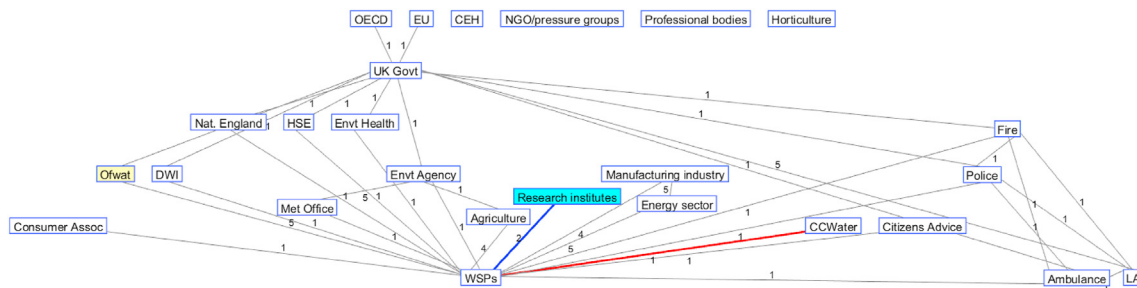 OECD EU CEH NGO/pressure groups Professional bodies Horticulture
1 1
UK Govt
1
1 1 1 1
Nat. England HSE Envt Health 1 Fire
1
Ofwat DWI Envt Agency Manufacturing industry 1 5 Police
1 5 1 1 Research institutes 5 Energy sector 1
Met Office Agriculture 1 1
Consumer Assoc 5 1 1 1 4 2 4 1 CCWater Citizens Advice
1 5 1 1 1
WSPs 1 Ambulance LA